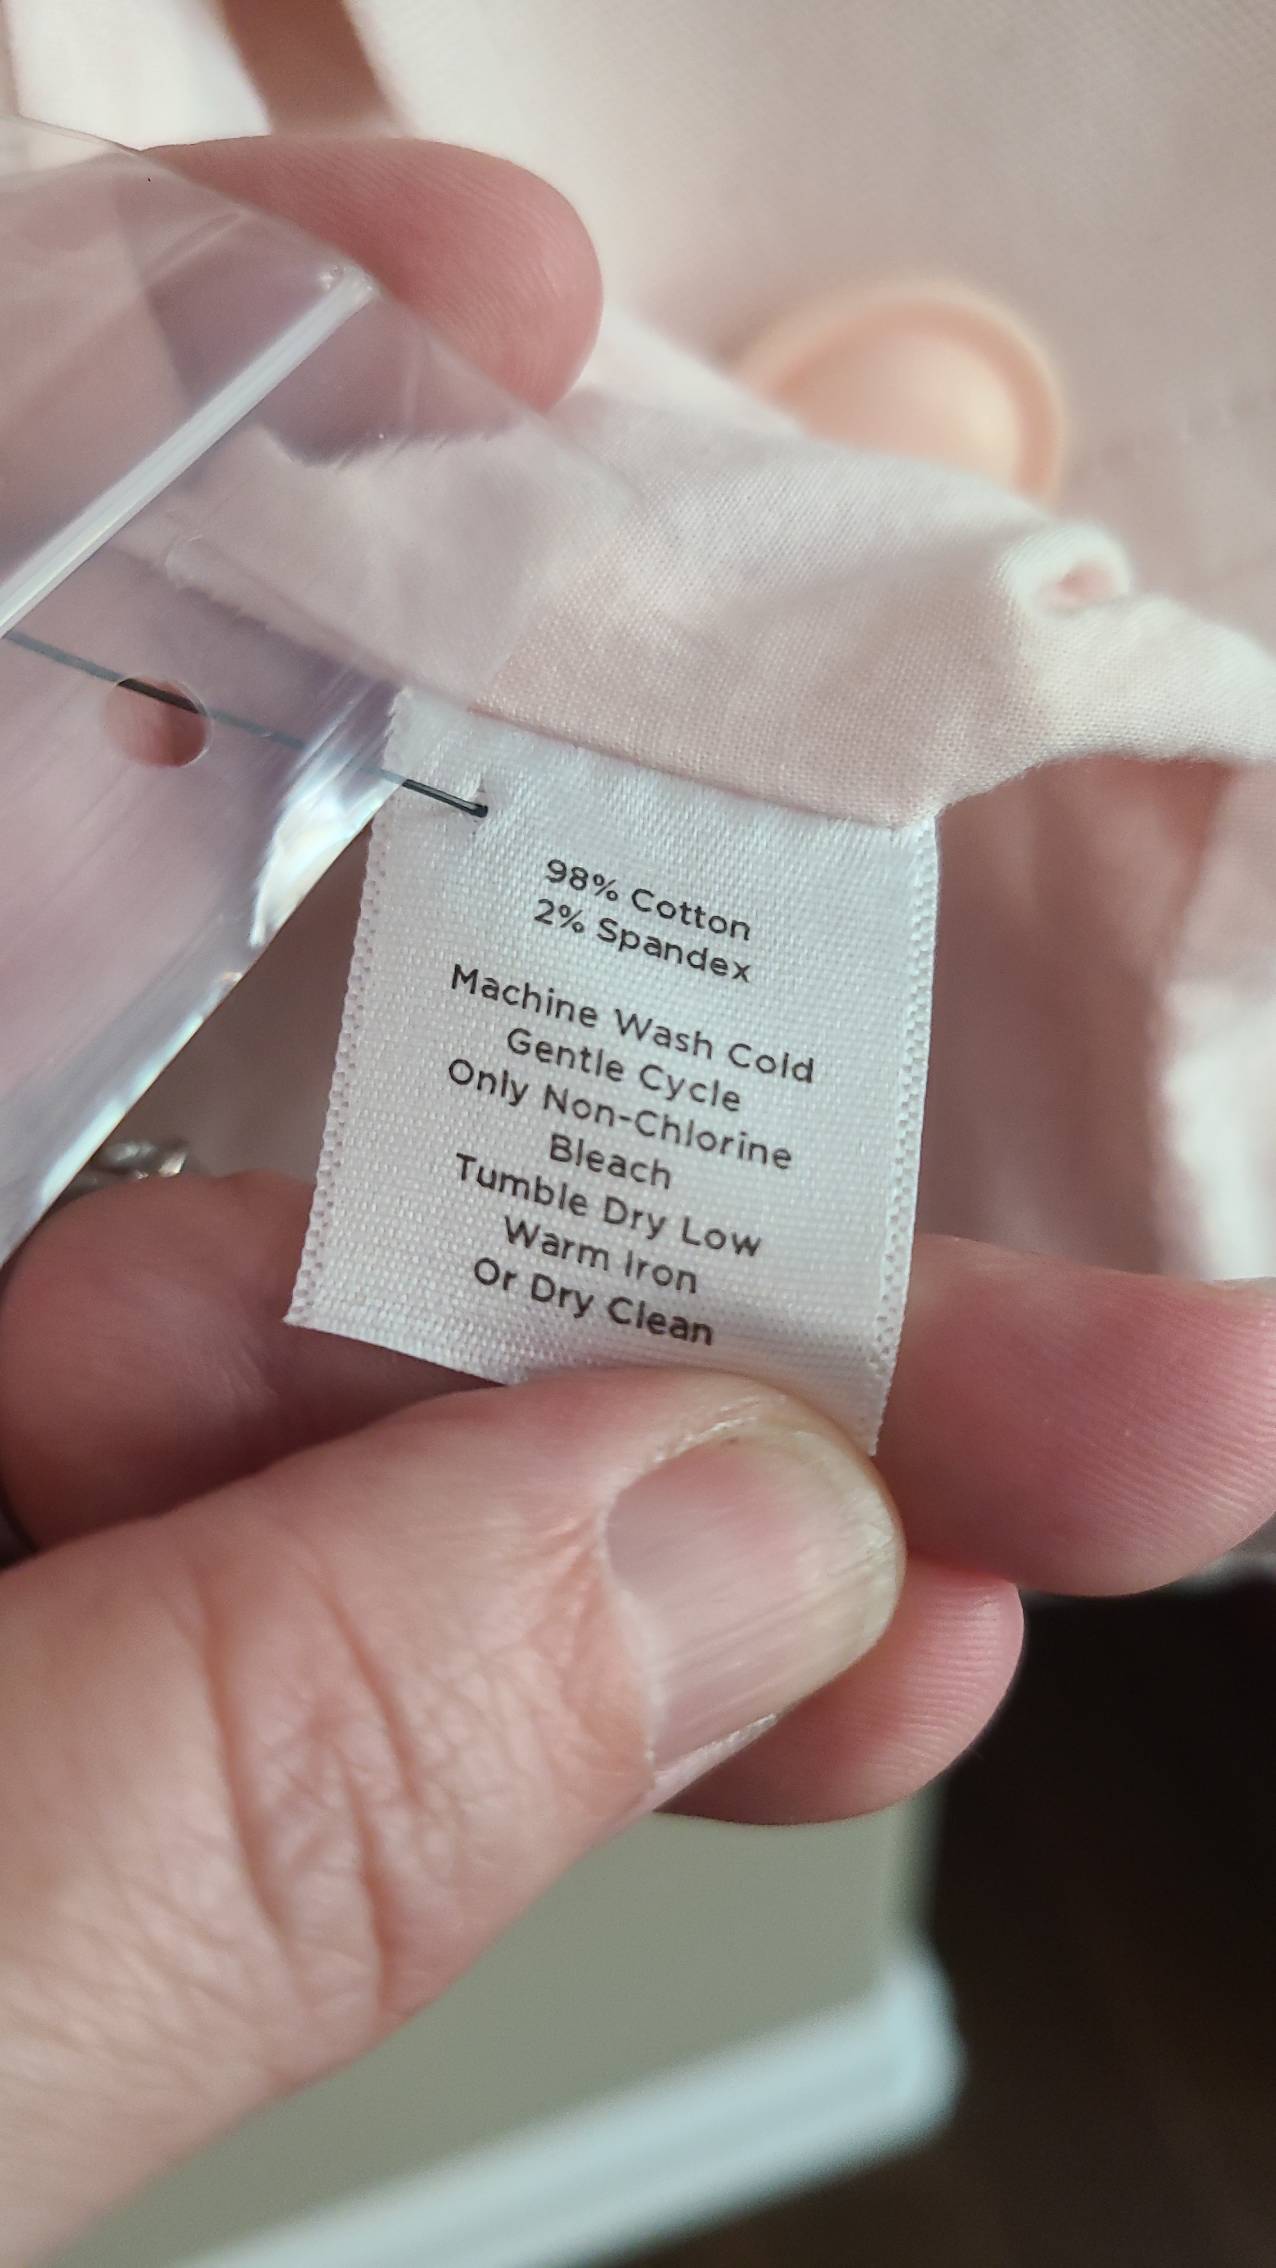 98% Cotton
2% Spandex
Machine Wash Cold
Gentle Cycle
Only Non-Chlorine
Bleach
Tumble Dry Low
Warm Iron
Or Dry Clean